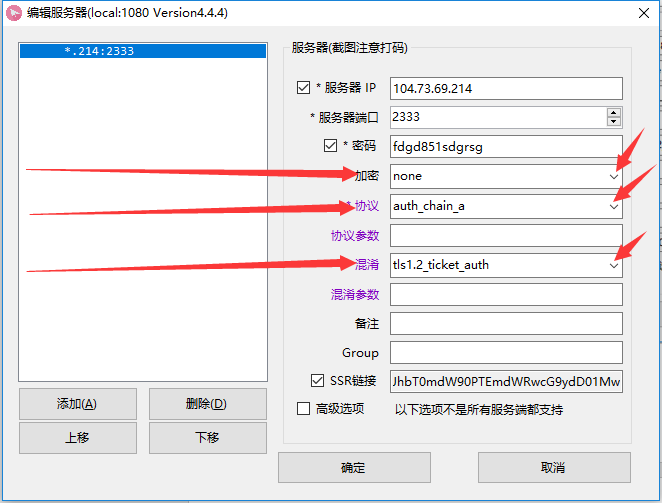 编辑服务器(local:1080 Version4.4.4)
*.214:2333
服务器(截图注意打码)
* 服务器 IP 104.73.69.214
* 服务器端口 2333
* 密码 fdgd851sdgrsg
加密 none
* 协议 auth_chain_a
协议参数
混淆 tls1.2_ticket_auth
混淆参数
备注
Group
SSR链接 JhbT0mdW90PTEmdWRwcG9ydD01Mw
高级选项 以下选项不是所有服务端都支持
添加(A) 删除(D)
上移 下移
确定 取消